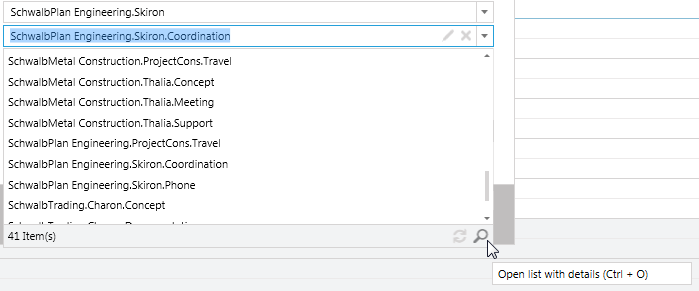 SchwalbPlan Engineering.Skiron
SchwalbPlan Engineering.Skiron.Coordination
SchwalbMetal Construction.ProjectCons.Travel
SchwalbMetal Construction.Thalia.Concept
SchwalbMetal Construction.Thalia.Meeting
SchwalbMetal Construction.Thalia.Support
SchwalbPlan Engineering.ProjectCons.Travel
SchwalbPlan Engineering.Skiron.Coordination
SchwalbPlan Engineering.Skiron.Phone
SchwalbTrading.Charon.Concept
41 Item(s)
Open list with details (Ctrl + O)